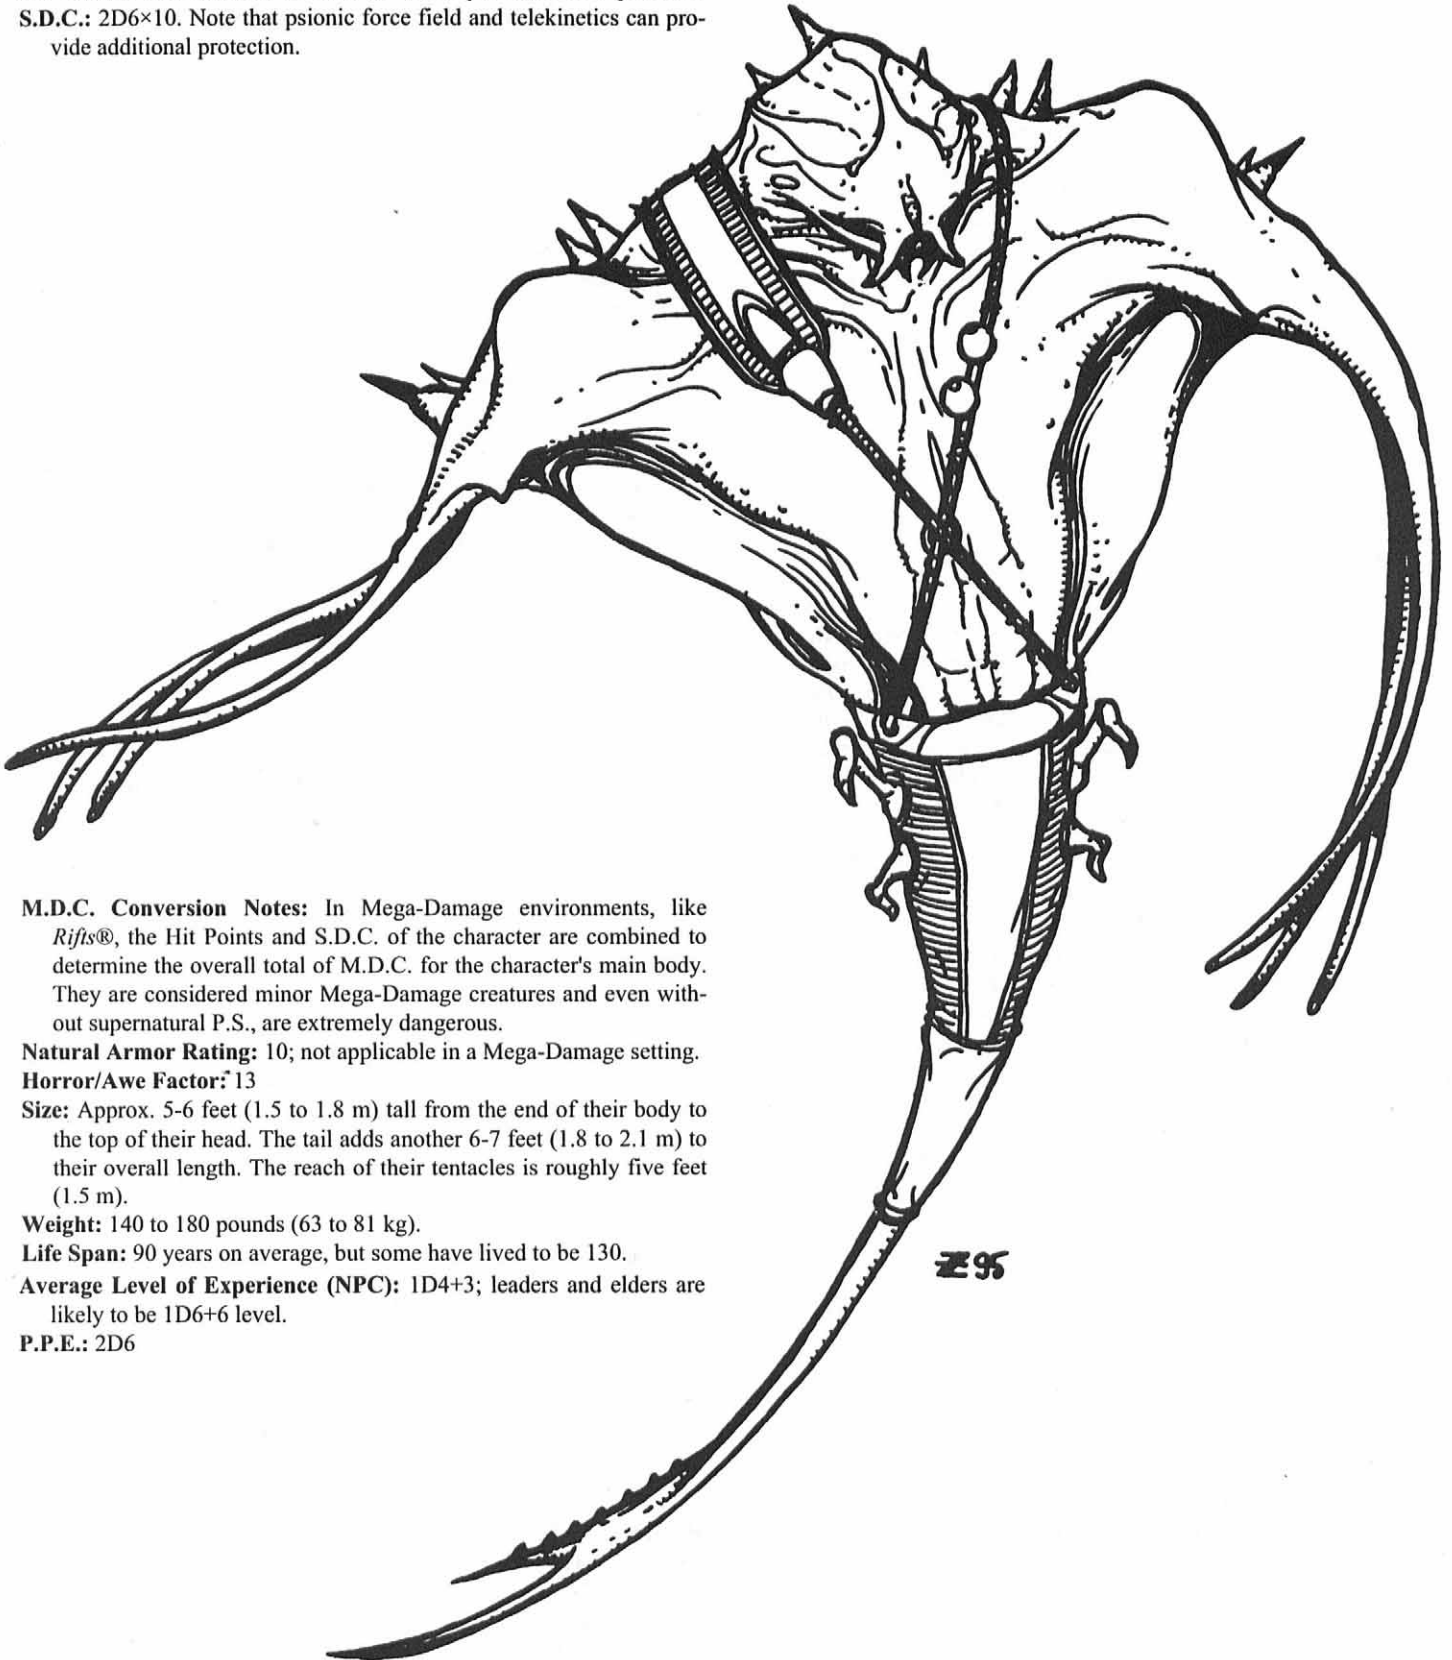 S.D.C.: 2D6×10. Note that psionic force field and telekinetics can pro-
vide additional protection.
M.D.C. Conversion Notes: In Mega-Damage environments, like
Rifts®, the Hit Points and S.D.C. of the character are combined to
determine the overall total of M.D.C. for the character's main body.
They are considered minor Mega-Damage creatures and even with-
out supernatural P.S., are extremely dangerous.
Natural Armor Rating: 10; not applicable in a Mega-Damage setting.
Horror/Awe Factor: 13
Size: Approx. 5-6 feet (1.5 to 1.8 m) tall from the end of their body to
the top of their head. The tail adds another 6-7 feet (1.8 to 2.1 m) to
their overall length. The reach of their tentacles is roughly five feet
(1.5 m).
Weight: 140 to 180 pounds (63 to 81 kg).
Life Span: 90 years on average, but some have lived to be 130.
Average Level of Experience (NPC): 1D4+3; leaders and elders are
likely to be 1D6+6 level.
P.P.E.: 2D6
95